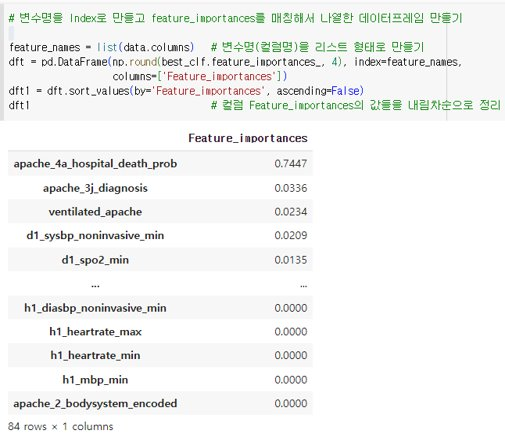 # 변수명을 Index로 만들고 feature_importances를 매칭해서 나열한 데이터프레임 만들기
feature_names = list(data.columns) # 변수명(컬럼명)을 리스트 형태로 만들기
dft = pd.DataFrame(np.round(best_clf.feature_importances_, 4), index=feature_names,
columns=['Feature_importances'])
dft1 = dft.sort_values(by='Feature_importances', ascending=False)
dft1 # 컬럼 Feature_importances의 값들을 내림차순으로 정리
Feature_importances
apache_4a_hospital_death_prob 0.7447
apache_3j_diagnosis 0.0336
ventilated_apache 0.0234
d1_sysbp_noninvasive_min 0.0209
d1_spo2_min 0.0135
... ...
h1_diasbp_noninvasive_min 0.0000
h1_heartrate_max 0.0000
h1_heartrate_min 0.0000
h1_mbp_min 0.0000
apache_2_bodysystem_encoded 0.0000
84 rows × 1 columns